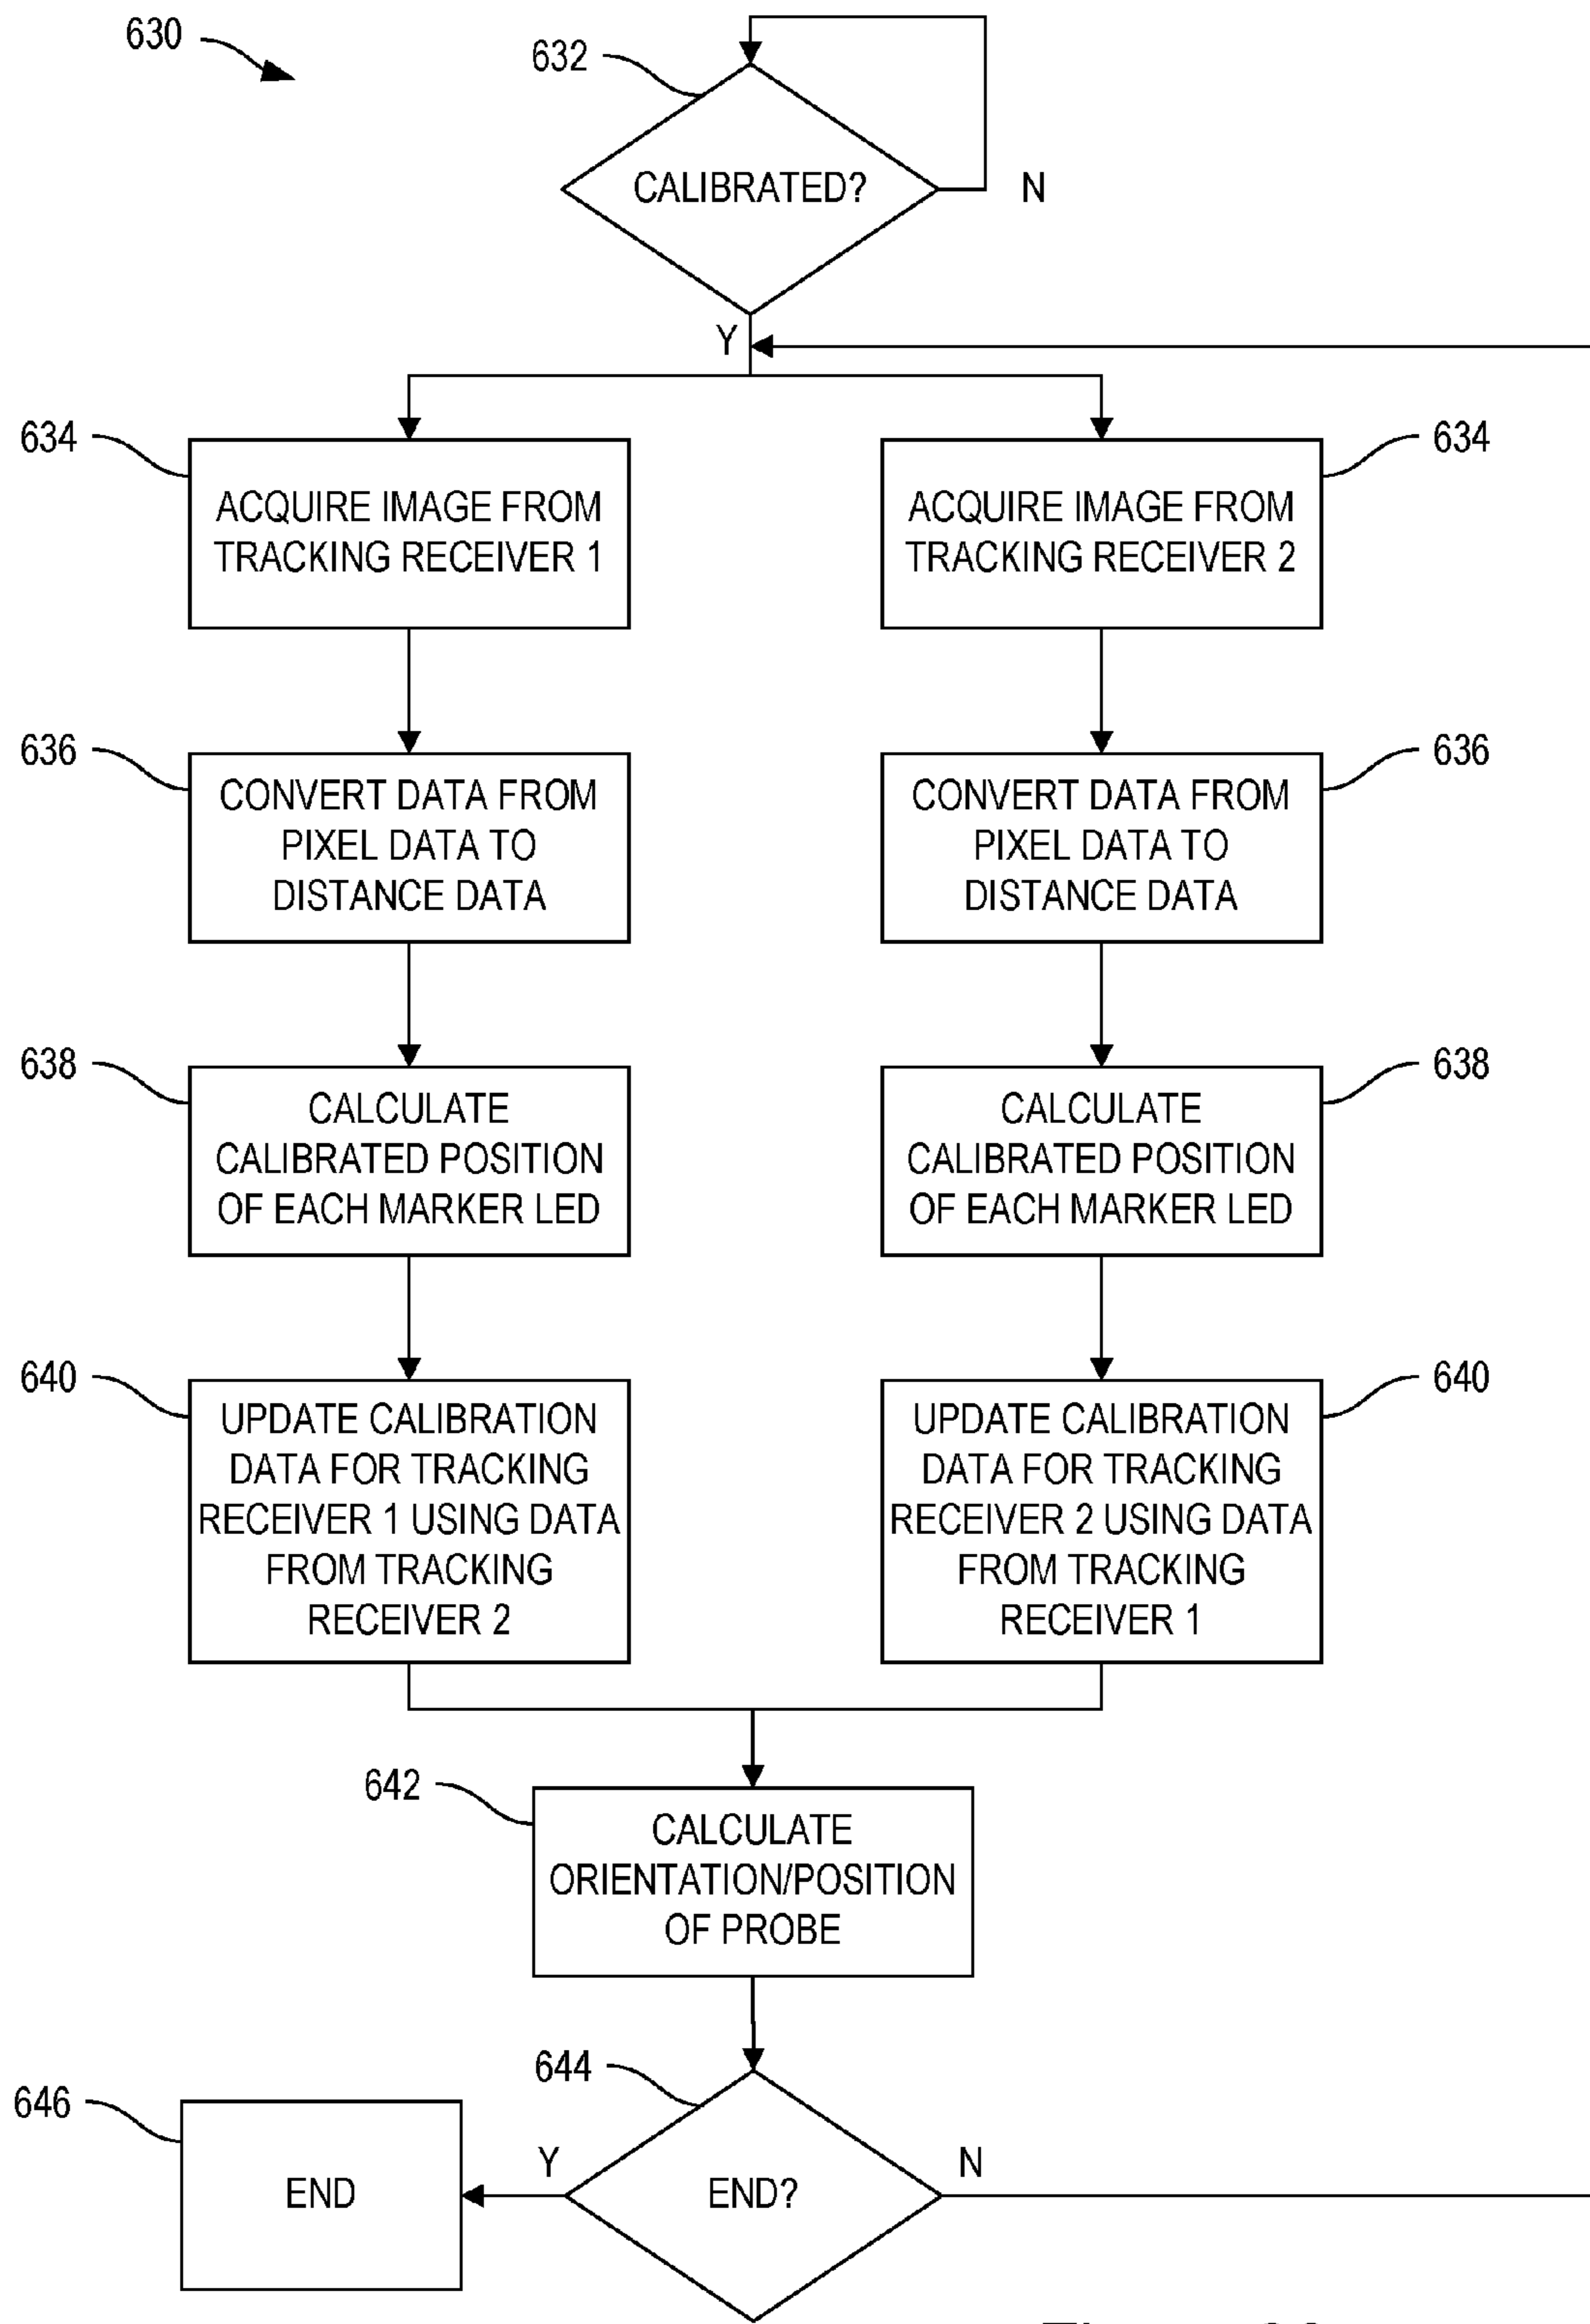 630
632
CALIBRATED?
N
Y
634
ACQUIRE IMAGE FROM
TRACKING RECEIVER 1
634
ACQUIRE IMAGE FROM
TRACKING RECEIVER 2
636
CONVERT DATA FROM
PIXEL DATA TO
DISTANCE DATA
636
CONVERT DATA FROM
PIXEL DATA TO
DISTANCE DATA
638
CALCULATE
CALIBRATED POSITION
OF EACH MARKER LED
638
CALCULATE
CALIBRATED POSITION
OF EACH MARKER LED
640
UPDATE CALIBRATION
DATA FOR TRACKING
RECEIVER 1 USING DATA
FROM TRACKING
RECEIVER 2
640
UPDATE CALIBRATION
DATA FOR TRACKING
RECEIVER 2 USING DATA
FROM TRACKING
RECEIVER 1
642
CALCULATE
ORIENTATION/POSITION
OF PROBE
644
END?
Y
N
646
END